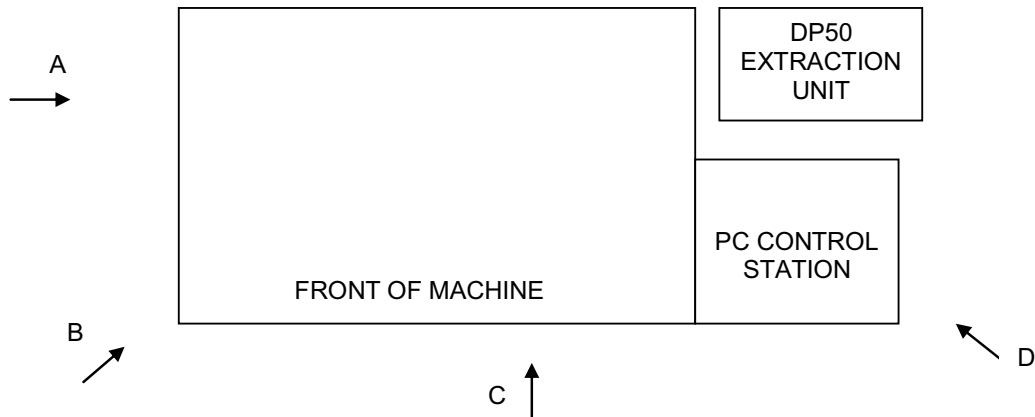 DP50
EXTRACTION
UNIT
A
PC CONTROL
STATION
FRONT OF MACHINE
B
D
C